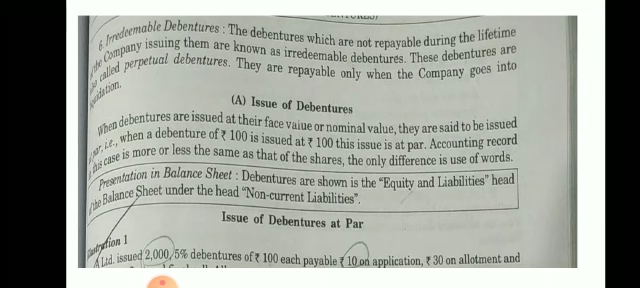 6. Irredeemable Debentures : The debentures which are not repayable during the lifetime
the Company issuing them are known as irredeemable debentures. These debentures are
called perpetual debentures. They are repayable only when the Company goes into
liquidation.
(A) Issue of Debentures
When debentures are issued at their face value or nominal value, they are said to be issued
par, i.e., when a debenture of ₹ 100 is issued at ₹ 100 this issue is at par. Accounting record
this case is more or less the same as that of the shares, the only difference is use of words.
Presentation in Balance Sheet : Debentures are shown is the "Equity and Liabilities" head
of the Balance Sheet under the head "Non-current Liabilities".
Issue of Debentures at Par
Illustration 1
A Ltd. issued 2,000, 5% debentures of ₹ 100 each payable ₹ 10 on application, ₹ 30 on allotment and